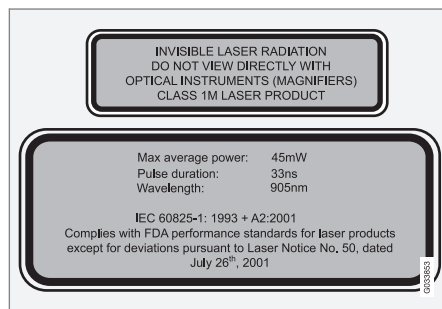 INVISIBLE LASER RADIATION
DO NOT VIEW DIRECTLY WITH
OPTICAL INSTRUMENTS (MAGNIFIERS)
CLASS 1M LASER PRODUCT
Max average power: 45mW
Pulse duration: 33ns
Wavelength: 905nm
IEC 60825-1: 1993 + A2:2001
Complies with FDA performance standards for laser products
except for deviations pursuant to Laser Notice No. 50, dated
July 26th, 2001
G033853